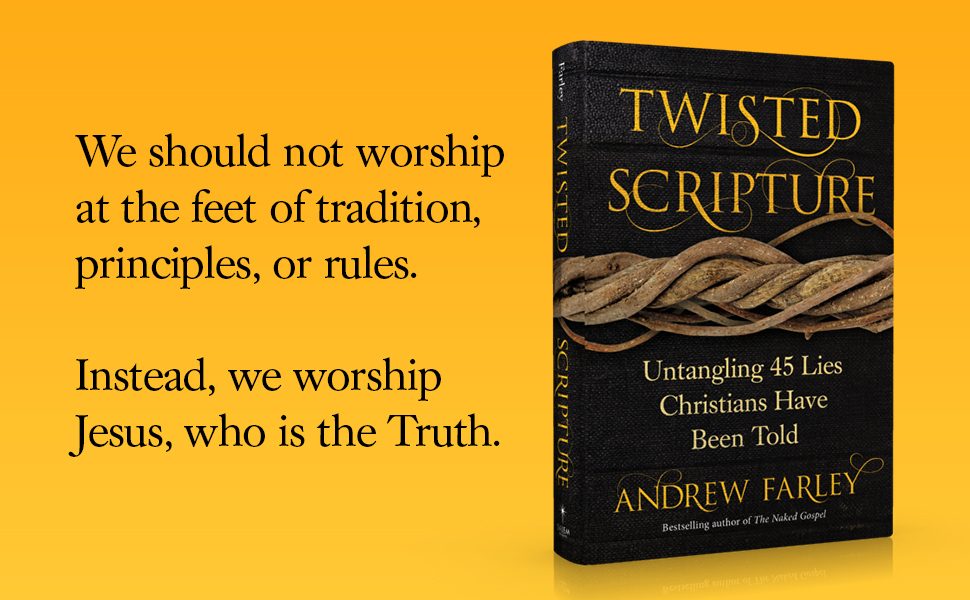 We should not worship
at the feet of tradition,
principles, or rules.
Instead, we worship
Jesus, who is the Truth.
Farley
TWISTED
SCRIPTURE
TWISTED
SCRIPTURE
Untangling 45 Lies
Christians Have
Been Told
ANDREW FARLEY
Bestselling author of The Naked Gospel